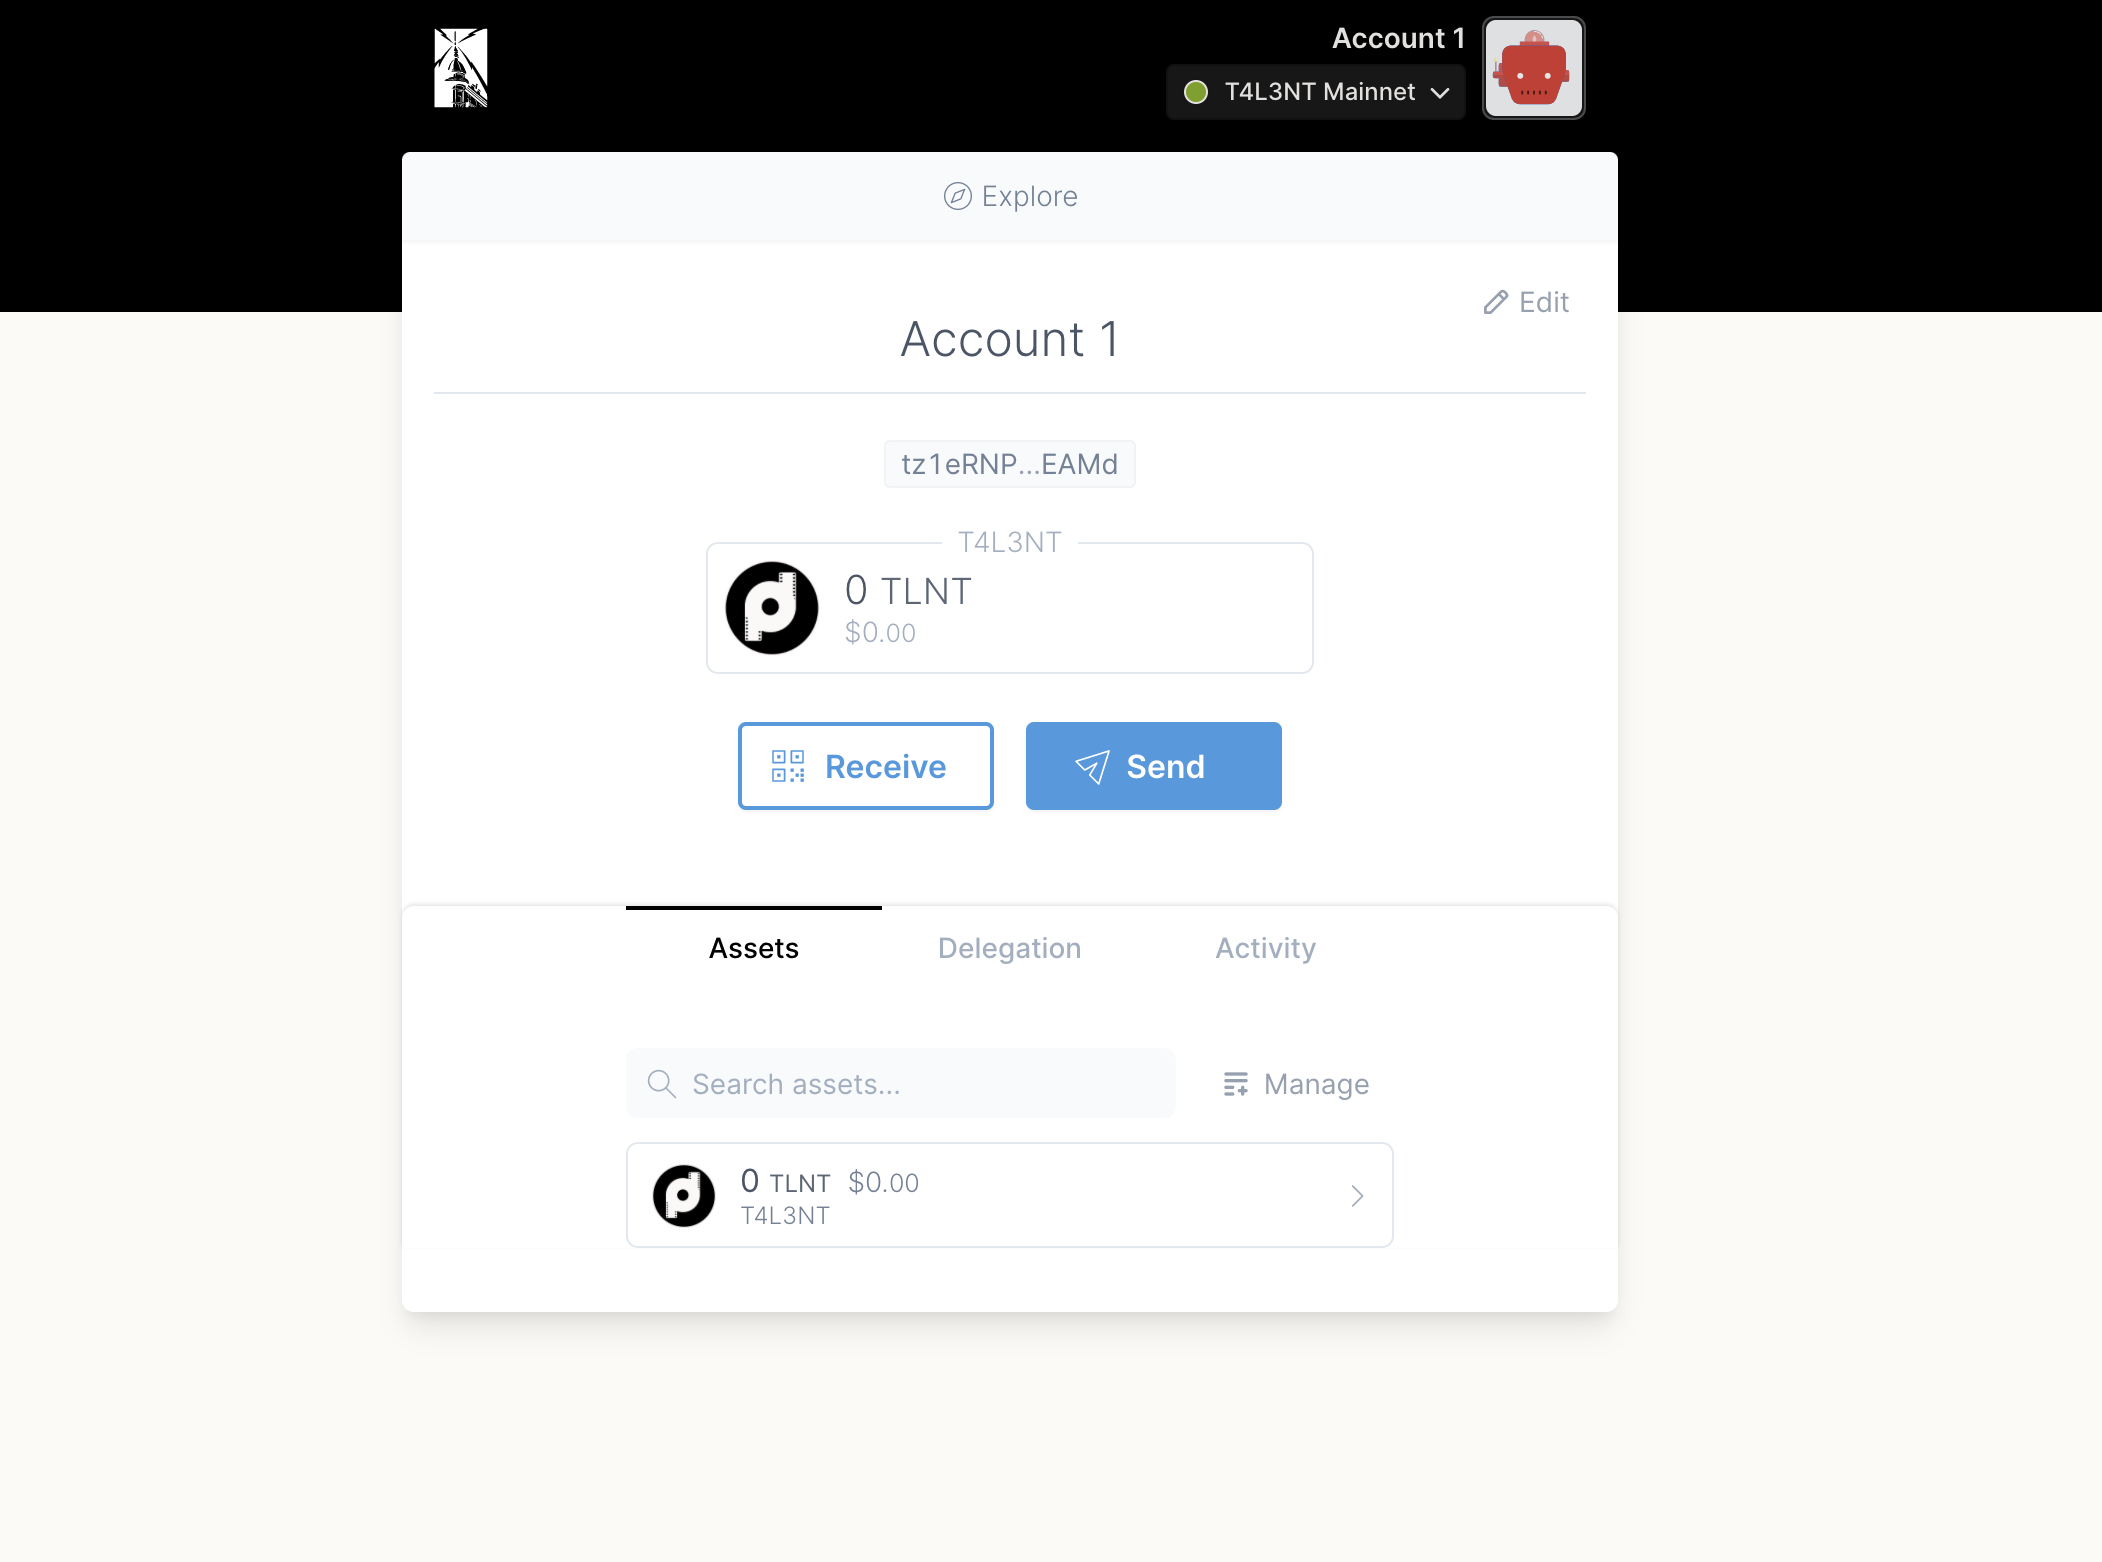 Account 1
T4L3NT Mainnet
Explore
Edit
Account 1
tz1eRNP...EAMd
T4L3NT
0 TLNT
$0.00
Receive
Send
Assets
Delegation
Activity
Search assets...
Manage
0 TLNT $0.00
T4L3NT